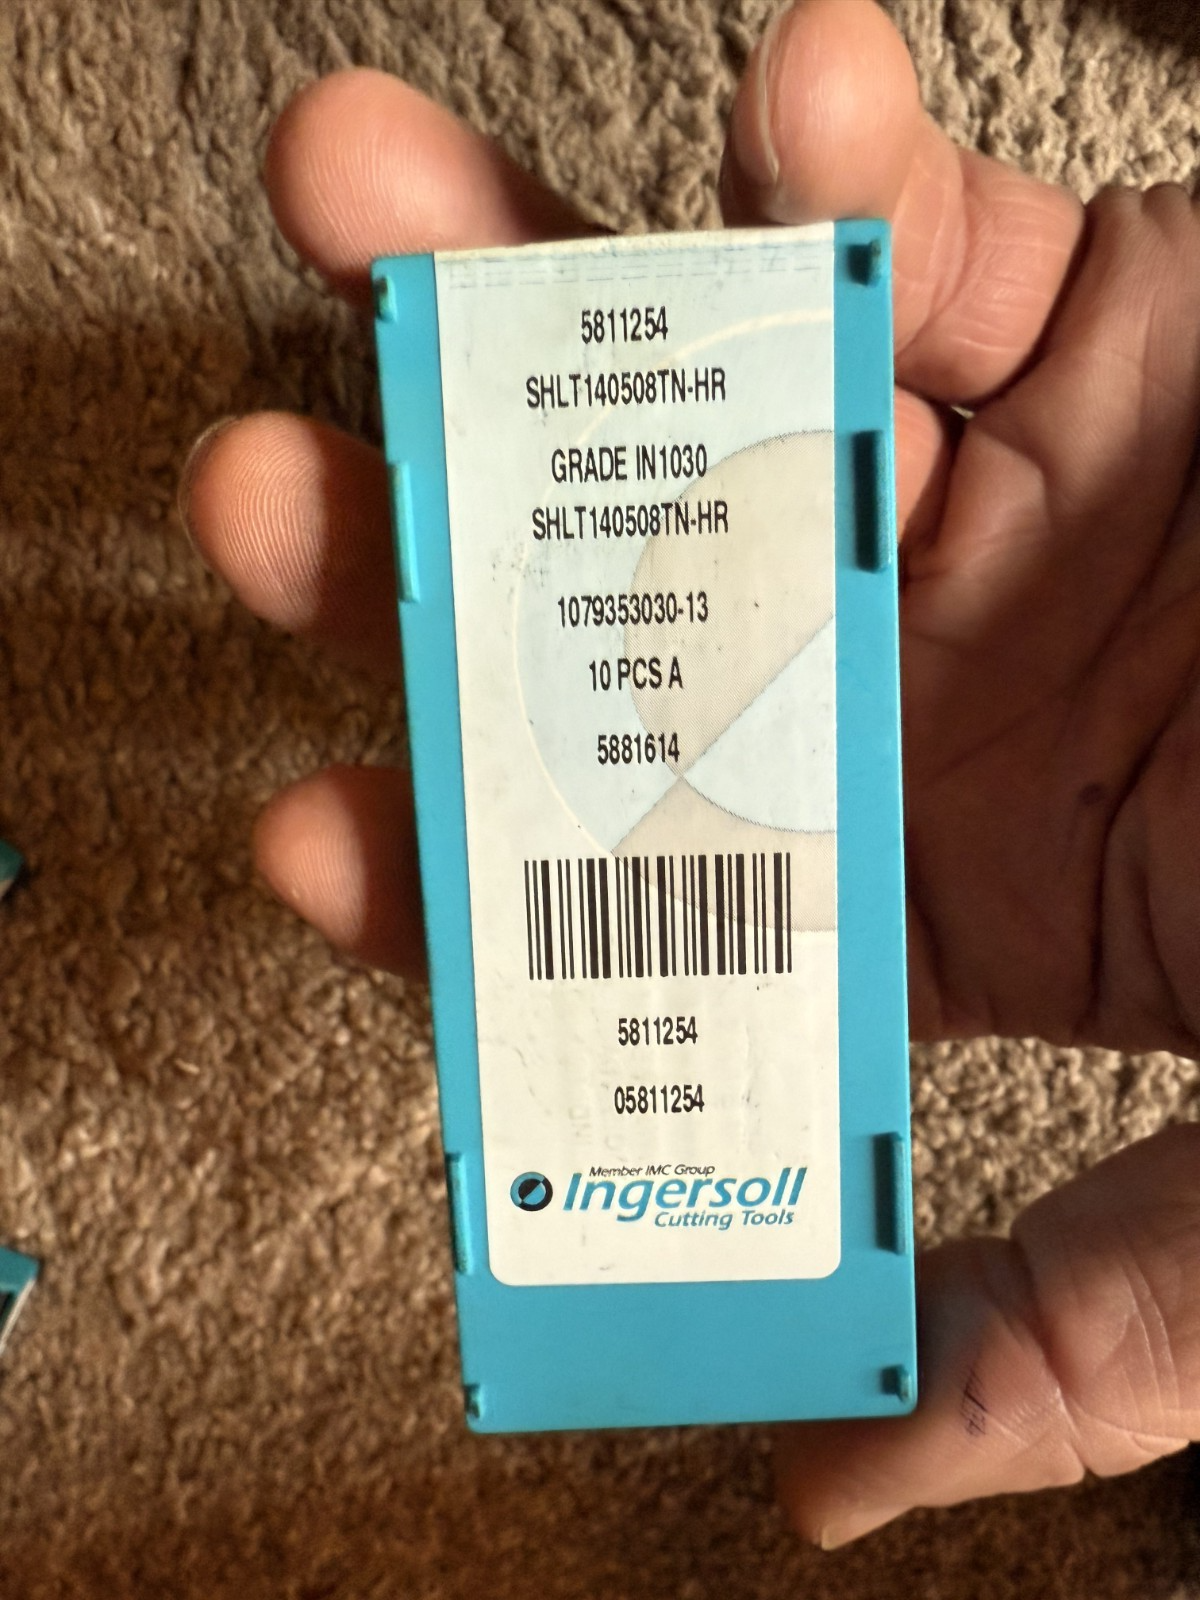 5811254
SHLT140508TN-HR
GRADE IN1030
SHLT140508TN-HR
1079353030-13
10 PCS A
5881614
5811254
05811254
Member IMC Group
Ingersoll
Cutting Tools